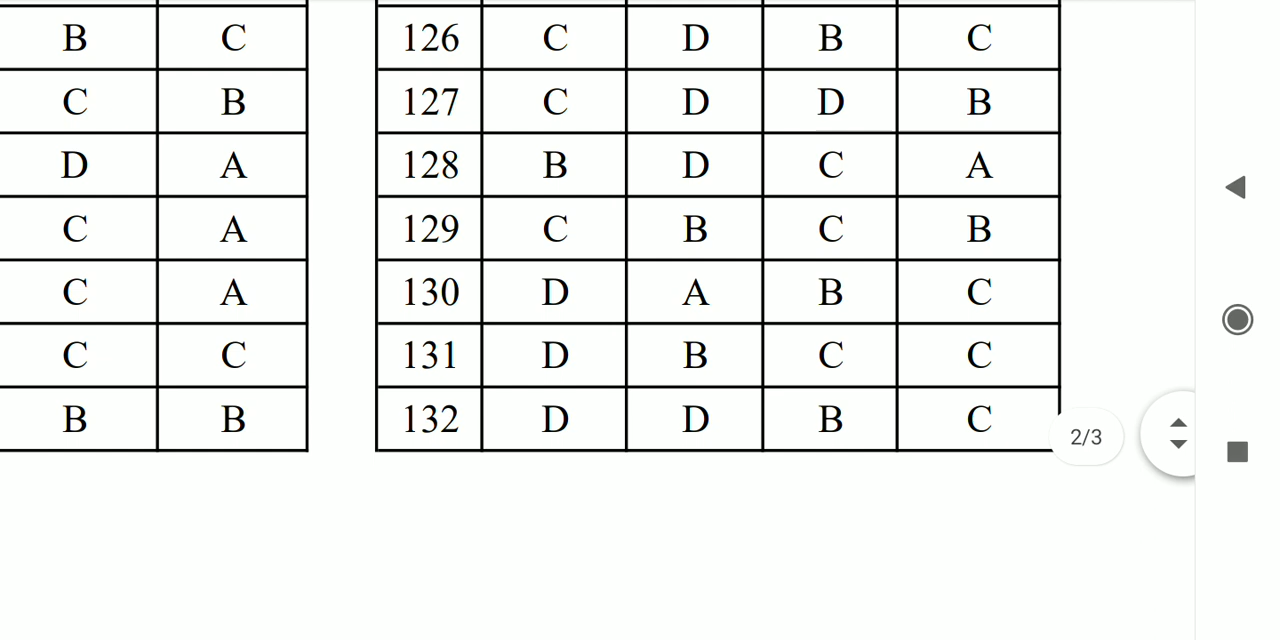 B C 126 C D B C
C B 127 C D D B
D A 128 B D C A
C A 129 C B C B
C A 130 D A B C
C C 131 D B C C
B B 132 D D B C
2/3